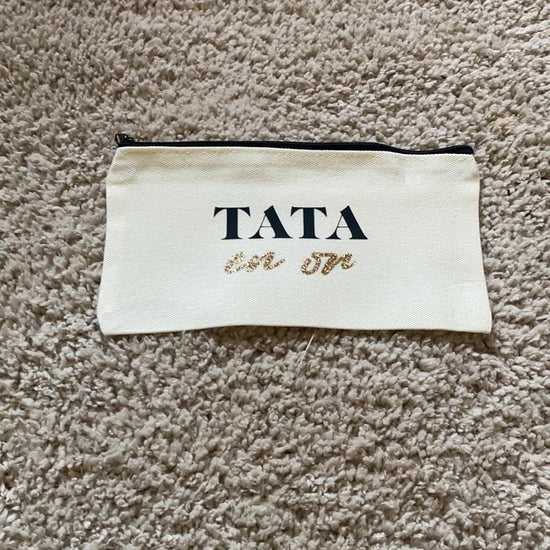 TATA
en or